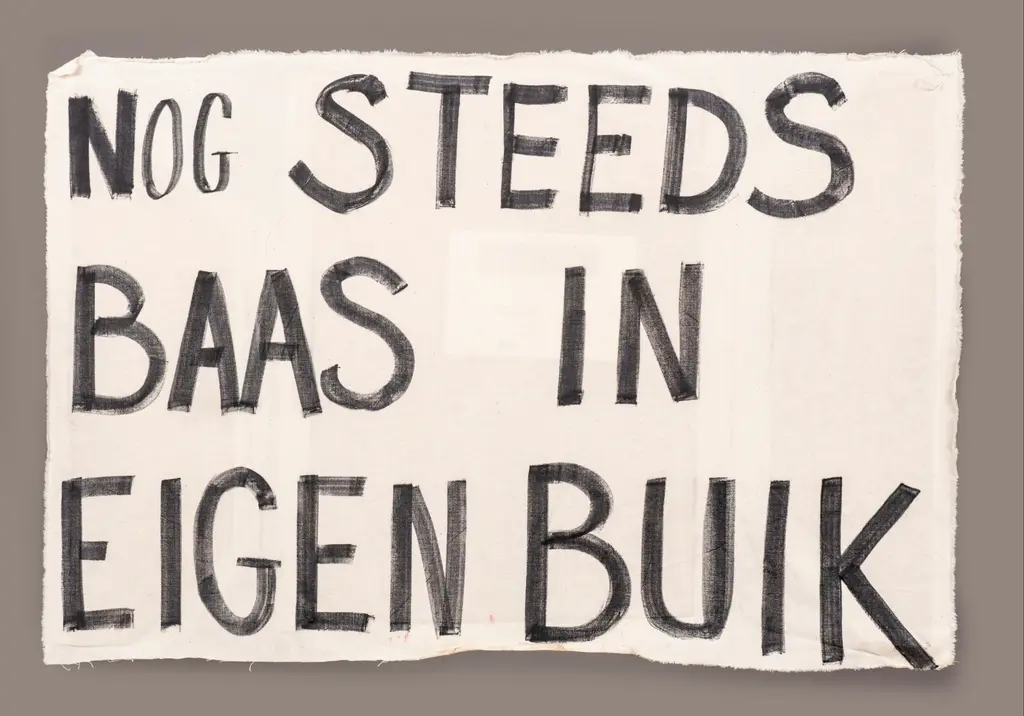 NOG STEEDS
BAAS IN
EIGEN BUIK